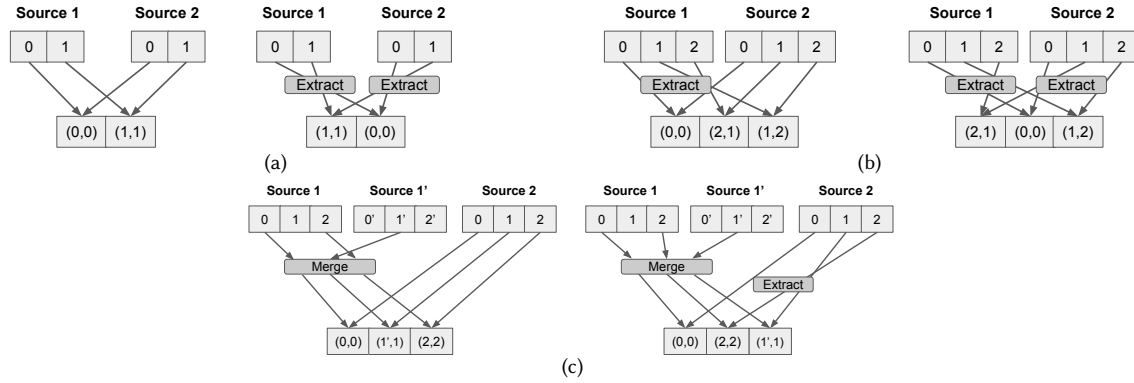 Source 1 Source 2 Source 1 Source 2 Source 1 Source 2 Source 1 Source 2
0 1 0 1 0 1 0 1 0 1 2 0 1 2 0 1 2 0 1 2
Extract Extract Extract Extract Extract
(0,0) (1,1) (1,1) (0,0) (0,0) (2,1) (1,2) (2,1) (0,0) (1,2)
(a) (b)
Source 1 Source 1' Source 2 Source 1 Source 1' Source 2
0 1 2 0' 1' 2' 0 1 2 0 1 2 0' 1' 2' 0 1 2
Merge Merge
Extract
(0,0) (1',1) (2,2) (0,0) (2,2) (1',1)
(c)